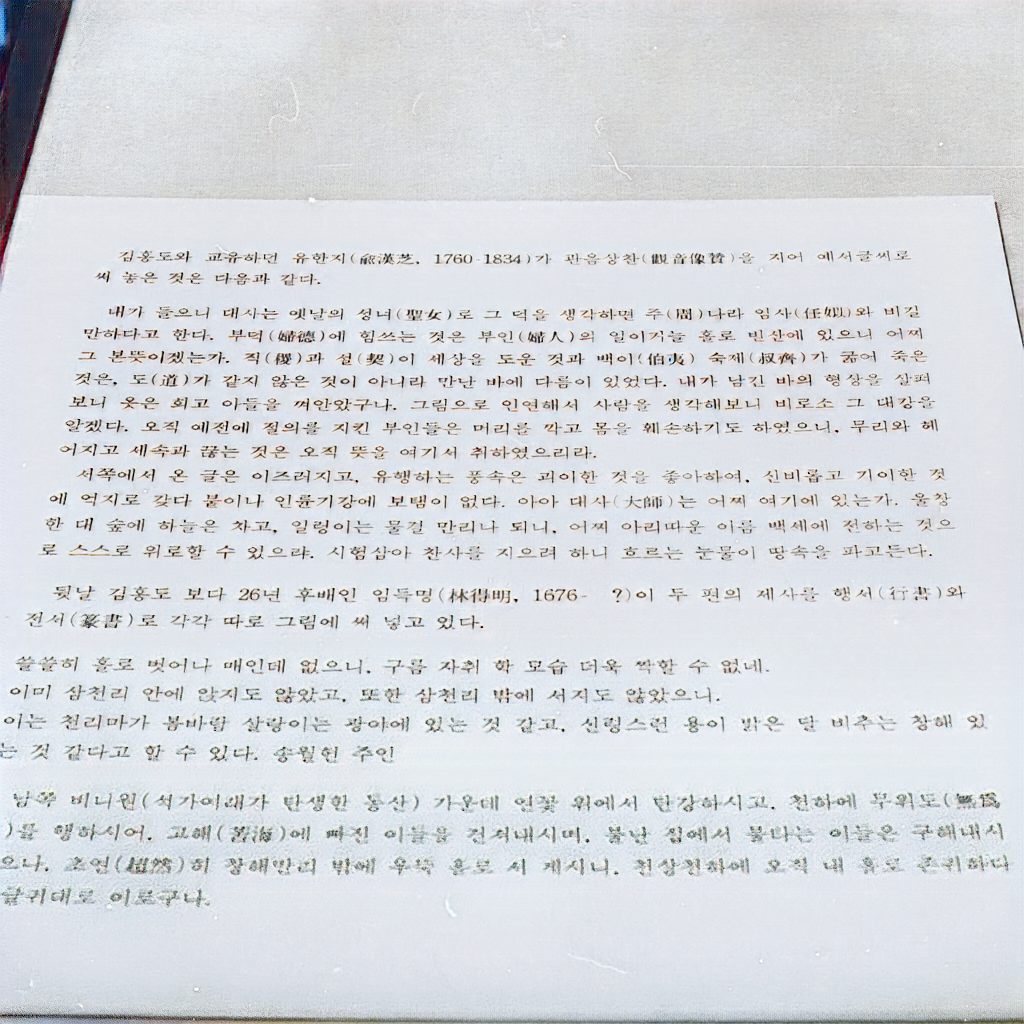 김홍도와 교유하던 유한지(兪漢芝, 1760-1834)가 관음상찬(觀音像贊)을 지어 예서글씨로
써 놓은 것은 다음과 같다.
내가 들으니 대사는 옛날의 성녀(聖女)로 그 덕을 생각하면 주(周)나라 임사(任姒)와 비길
만하다고 한다. 부덕(婦德)에 힘쓰는 것은 부인(婦人)의 일이거늘 홀로 빈산에 있으니 어찌
그 본뜻이겠는가. 직(稷)과 설(契)이 세상을 도운 것과 백이(伯夷) 숙제(叔齊)가 굶어 죽은
것은, 도(道)가 같지 않은 것이 아니라 만난 바에 다름이 있었다. 내가 남긴 바의 형상을 살펴
보니 옷은 희고 아들을 껴안았구나. 그림으로 인연해서 사람을 생각해보니 비로소 그 대강을
알겠다. 오직 예전에 절의를 지킨 부인들은 머리를 깍고 몸을 훼손하기도 하였으니, 무리와 헤
어지고 세속과 끊는 것은 오직 뜻을 여기서 취하였으리라.
서쪽에서 온 글은 이즈러지고, 유행하는 풍속은 괴이한 것을 좋아하여, 신비롭고 기이한 것
에 억지로 갖다 붙이나 인륜기강에 보탬이 없다. 아아 대사(大師)는 어찌 여기에 있는가. 울창
한 대 숲에 하늘은 차고, 일렁이는 물결 만리나 되니, 어찌 아리따운 이름 백세에 전하는 것으
로 스스로 위로할 수 있으랴. 시험삼아 찬사를 지으려 하니 흐르는 눈물이 땅속을 파고든다.
뒷날 김홍도 보다 26년 후배인 임득명(林得明, 1676- ?)이 두 편의 제사를 행서(行書)와
전서(篆書)로 각각 따로 그림에 써 넣고 있다.
쓸쓸히 홀로 벗어나 매인데 없으니, 구름 자취 학 모습 더욱 짝할 수 없네.
이미 삼천리 안에 앉지도 않았고, 또한 삼천리 밖에 서지도 않았으니.
이는 천리마가 봄바람 살랑이는 광야에 있는 것 같고, 신령스런 용이 밝은 달 비추는 창해 있
는 것 같다고 할 수 있다. 송월헌 주인
남쪽 비니원(석가여래가 탄생한 동산) 가운데 연꽃 위에서 탄강하시고, 천하에 무위도(無爲
)를 행하시어, 고해(苦海)에 빠진 이들을 건져내시며, 불난 집에서 불타는 이들은 구해내시
으나, 초연(超然)히 창해만리 밖에 우뚝 홀로 서 계시니, 천상천하에 오직 내 홀로 존귀하다
글귀대로 이로구나.